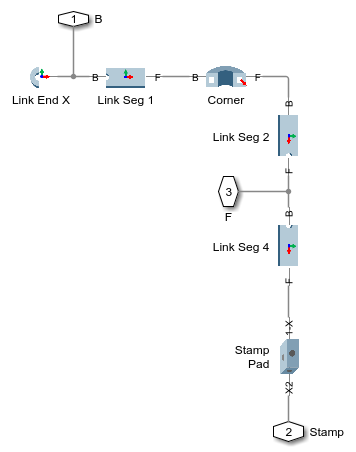 1 B
B F B F
Link End X Link Seg 1 Corner
B
Link Seg 2
F
3
F
B
Link Seg 4
F
1-X
Stamp
Pad
X2
2 Stamp